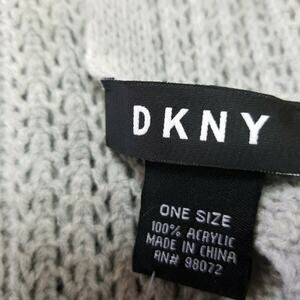 DKNY
ONE SIZE
100% ACRYLIC
MADE IN CHINA
RN# 98072